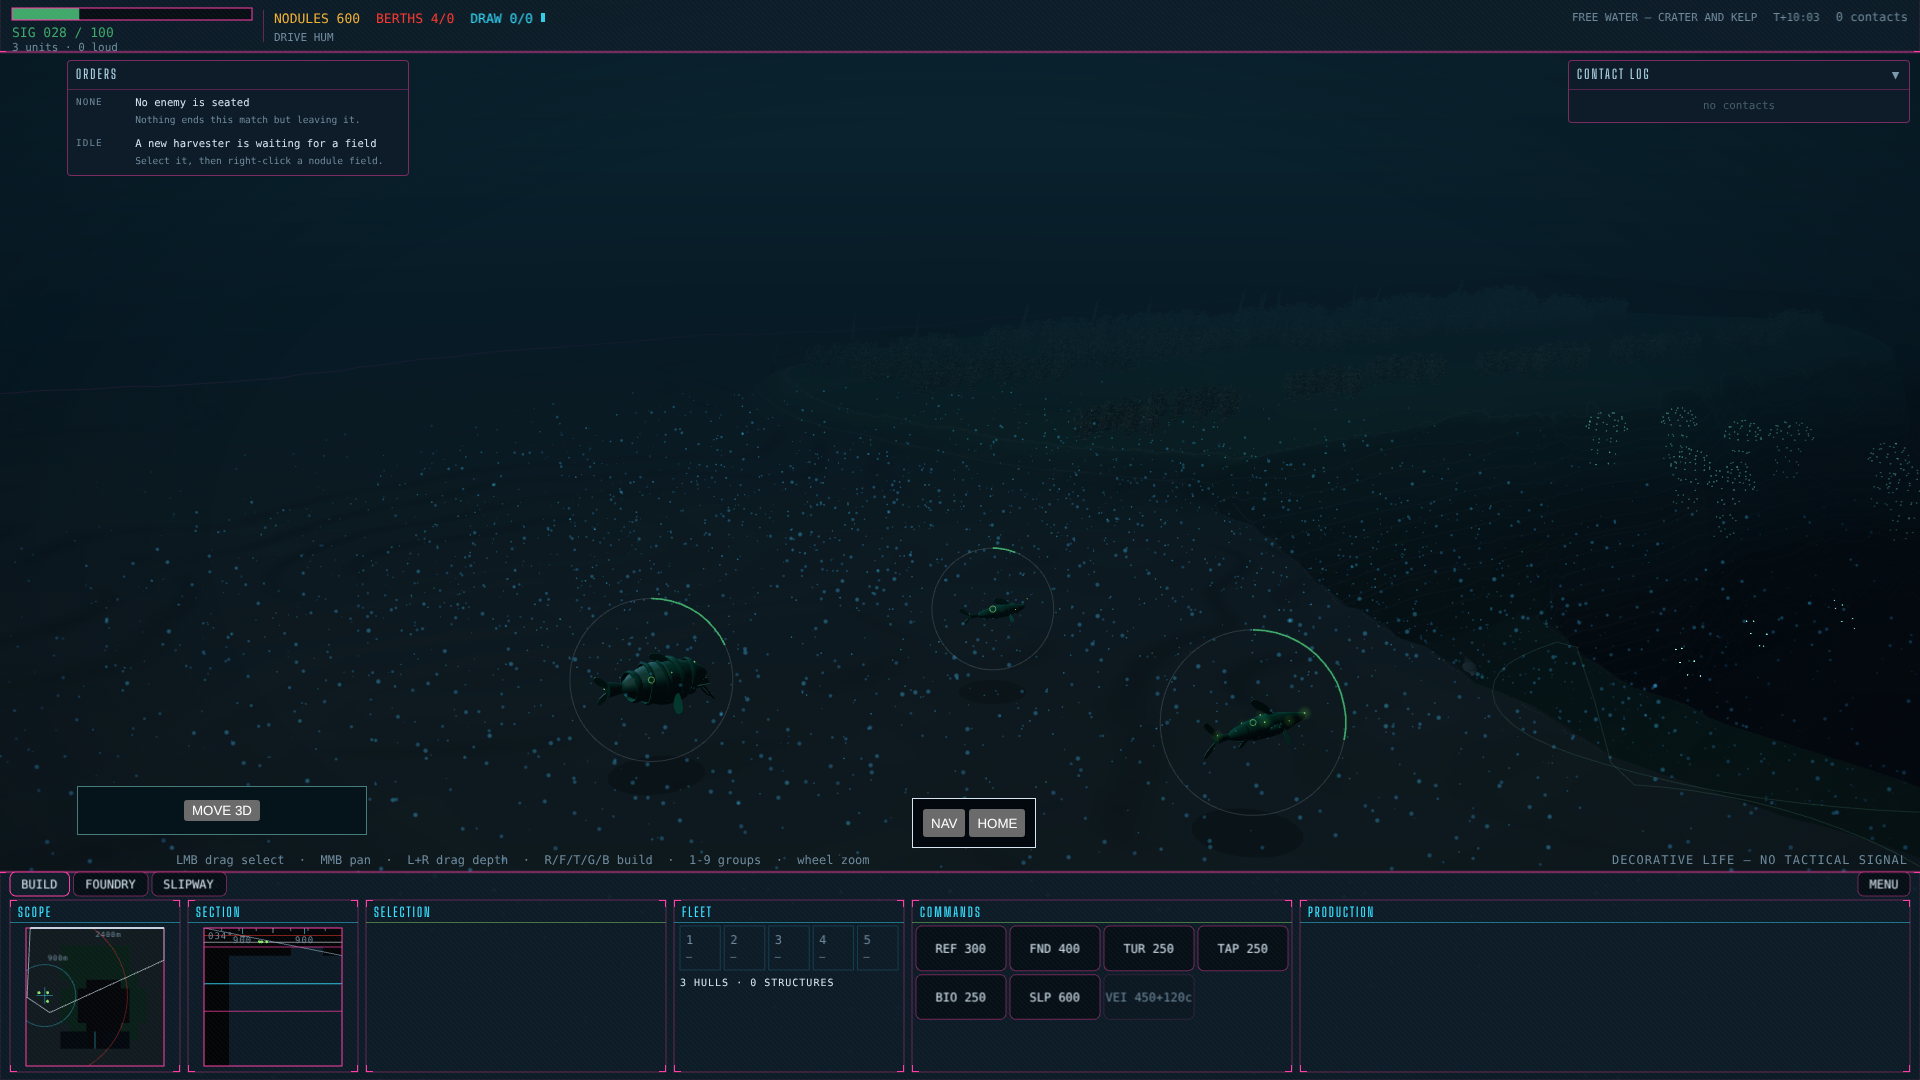 SIG 028 / 100
3 units · 0 loud
NODULES 600 BERTHS 4/0 DRAW 0/0
DRIVE HUM
FREE WATER — CRATER AND KELP T+10:03 0 contacts
ORDERS
NONE No enemy is seated
Nothing ends this match but leaving it.
IDLE A new harvester is waiting for a field
Select it, then right-click a nodule field.
CONTACT LOG ▼
no contacts
MOVE 3D
NAV HOME
LMB drag select · MMB pan · L+R drag depth · R/F/T/G/B build · 1-9 groups · wheel zoom
DECORATIVE LIFE — NO TACTICAL SIGNAL
BUILD FOUNDRY SLIPWAY
MENU
SCOPE
2400m
900m
SECTION
034°
900 900
SELECTION
FLEET
1 2 3 4 5
— — — — —
3 HULLS · 0 STRUCTURES
COMMANDS
REF 300 FND 400 TUR 250 TAP 250
BIO 250 SLP 600 VEI 450+120c
PRODUCTION